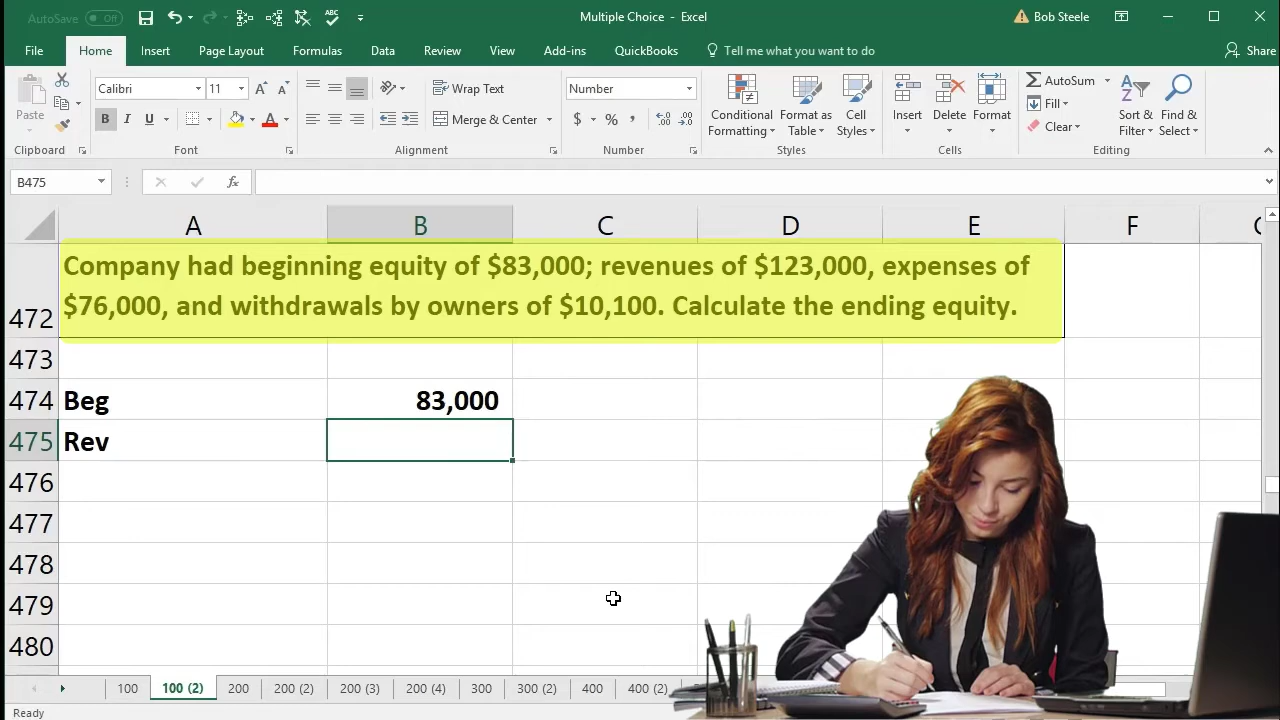 AutoSave Off
Multiple Choice - Excel
Bob Steele
File Home Insert Page Layout Formulas Data Review View Add-ins QuickBooks Tell me what you want to do Share
Paste
Calibri 11
B I U
Wrap Text
Merge & Center
Number
$ %
Conditional Formatting
Format as Table
Cell Styles
Insert Delete Format
AutoSum
Fill
Clear
Sort & Filter
Find & Select
Clipboard Font Alignment Number Styles Cells Editing
B475 fx
A B C D E F
Company had beginning equity of $83,000; revenues of $123,000, expenses of
$76,000, and withdrawals by owners of $10,100. Calculate the ending equity.
472
473
474 Beg 83,000
475 Rev
476
477
478
479
480
100 100 (2) 200 200 (2) 200 (3) 200 (4) 300 300 (2) 400 400 (2)
Ready